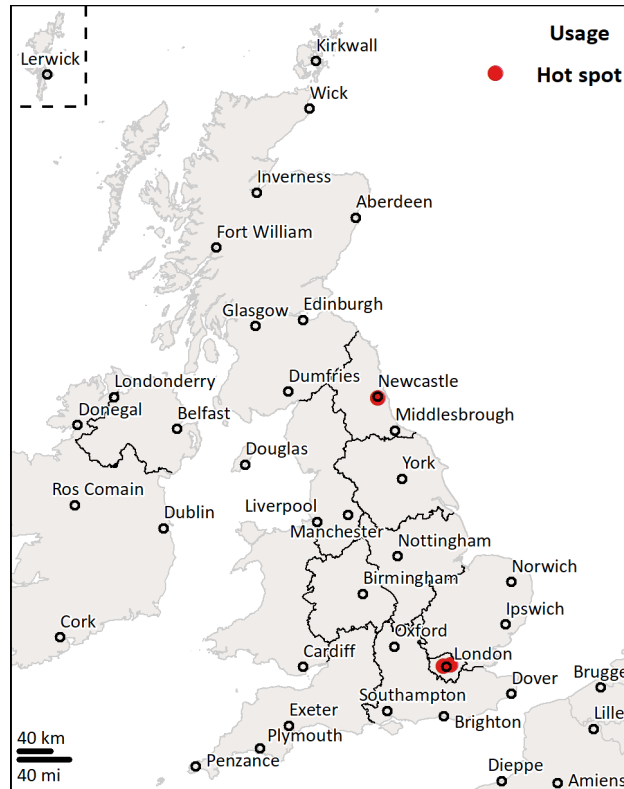 Usage
Hot spot
Lerwick
Kirkwall
Wick
Inverness
Aberdeen
Fort William
Glasgow
Edinburgh
Dumfries
Newcastle
Londonderry
Donegal
Belfast
Middlesbrough
Douglas
York
Ros Comain
Liverpool
Dublin
Manchester
Nottingham
Birmingham
Norwich
Ipswich
Cork
Oxford
Cardiff
London
Dover
Brugge
Southampton
Exeter
Brighton
Lille
Plymouth
Penzance
40 km
40 mi
Dieppe
Amiens